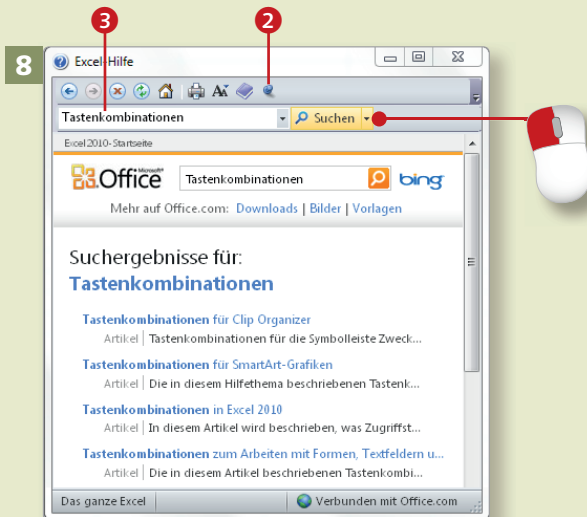 3 2
8
Excel-Hilfe
Tastenkombinationen Suchen
Excel 2010-Startseite
Office Microsoft® Tastenkombinationen bing
Mehr auf Office.com: Downloads | Bilder | Vorlagen
Suchergebnisse für:
Tastenkombinationen
Tastenkombinationen für Clip Organizer
Artikel | Tastenkombinationen für die Symbolleiste Zweck...
Tastenkombinationen für SmartArt-Grafiken
Artikel | Die in diesem Hilfethema beschriebenen Tastenk...
Tastenkombinationen in Excel 2010
Artikel | In diesem Artikel wird beschrieben, was Zugriffst...
Tastenkombinationen zum Arbeiten mit Formen, Textfeldern u...
Artikel | Die in diesem Artikel beschriebenen Tastenkombi...
Das ganze Excel Verbunden mit Office.com